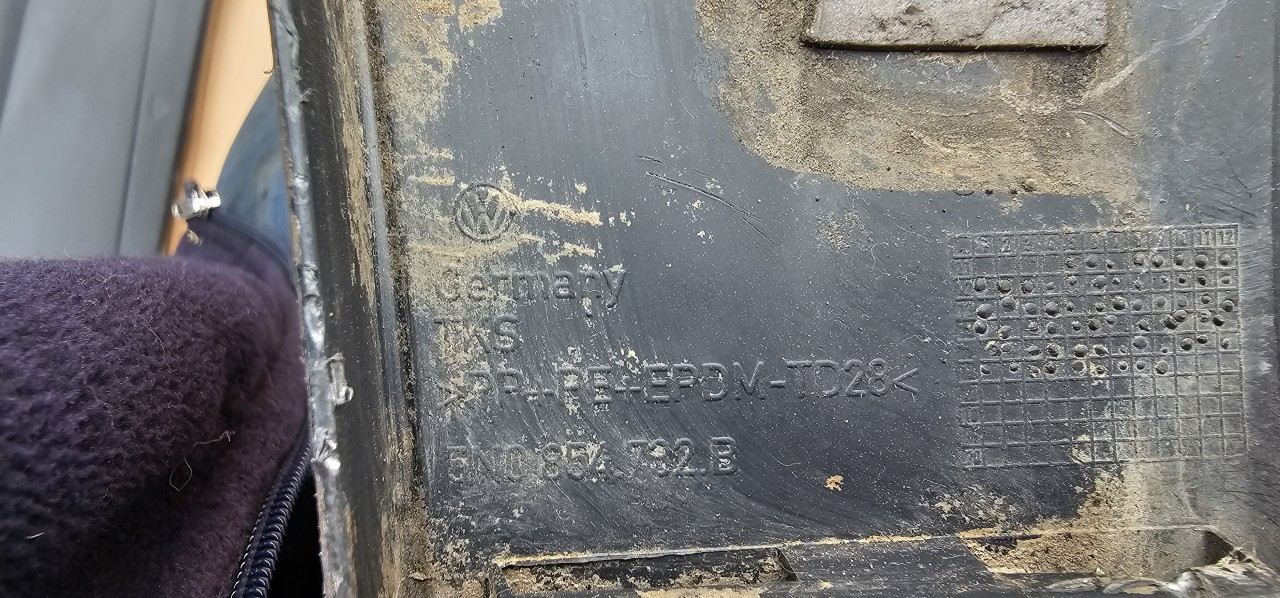 Germany
TKS
>PP+PE+EPDM-TD28<
5N0.854.732.B